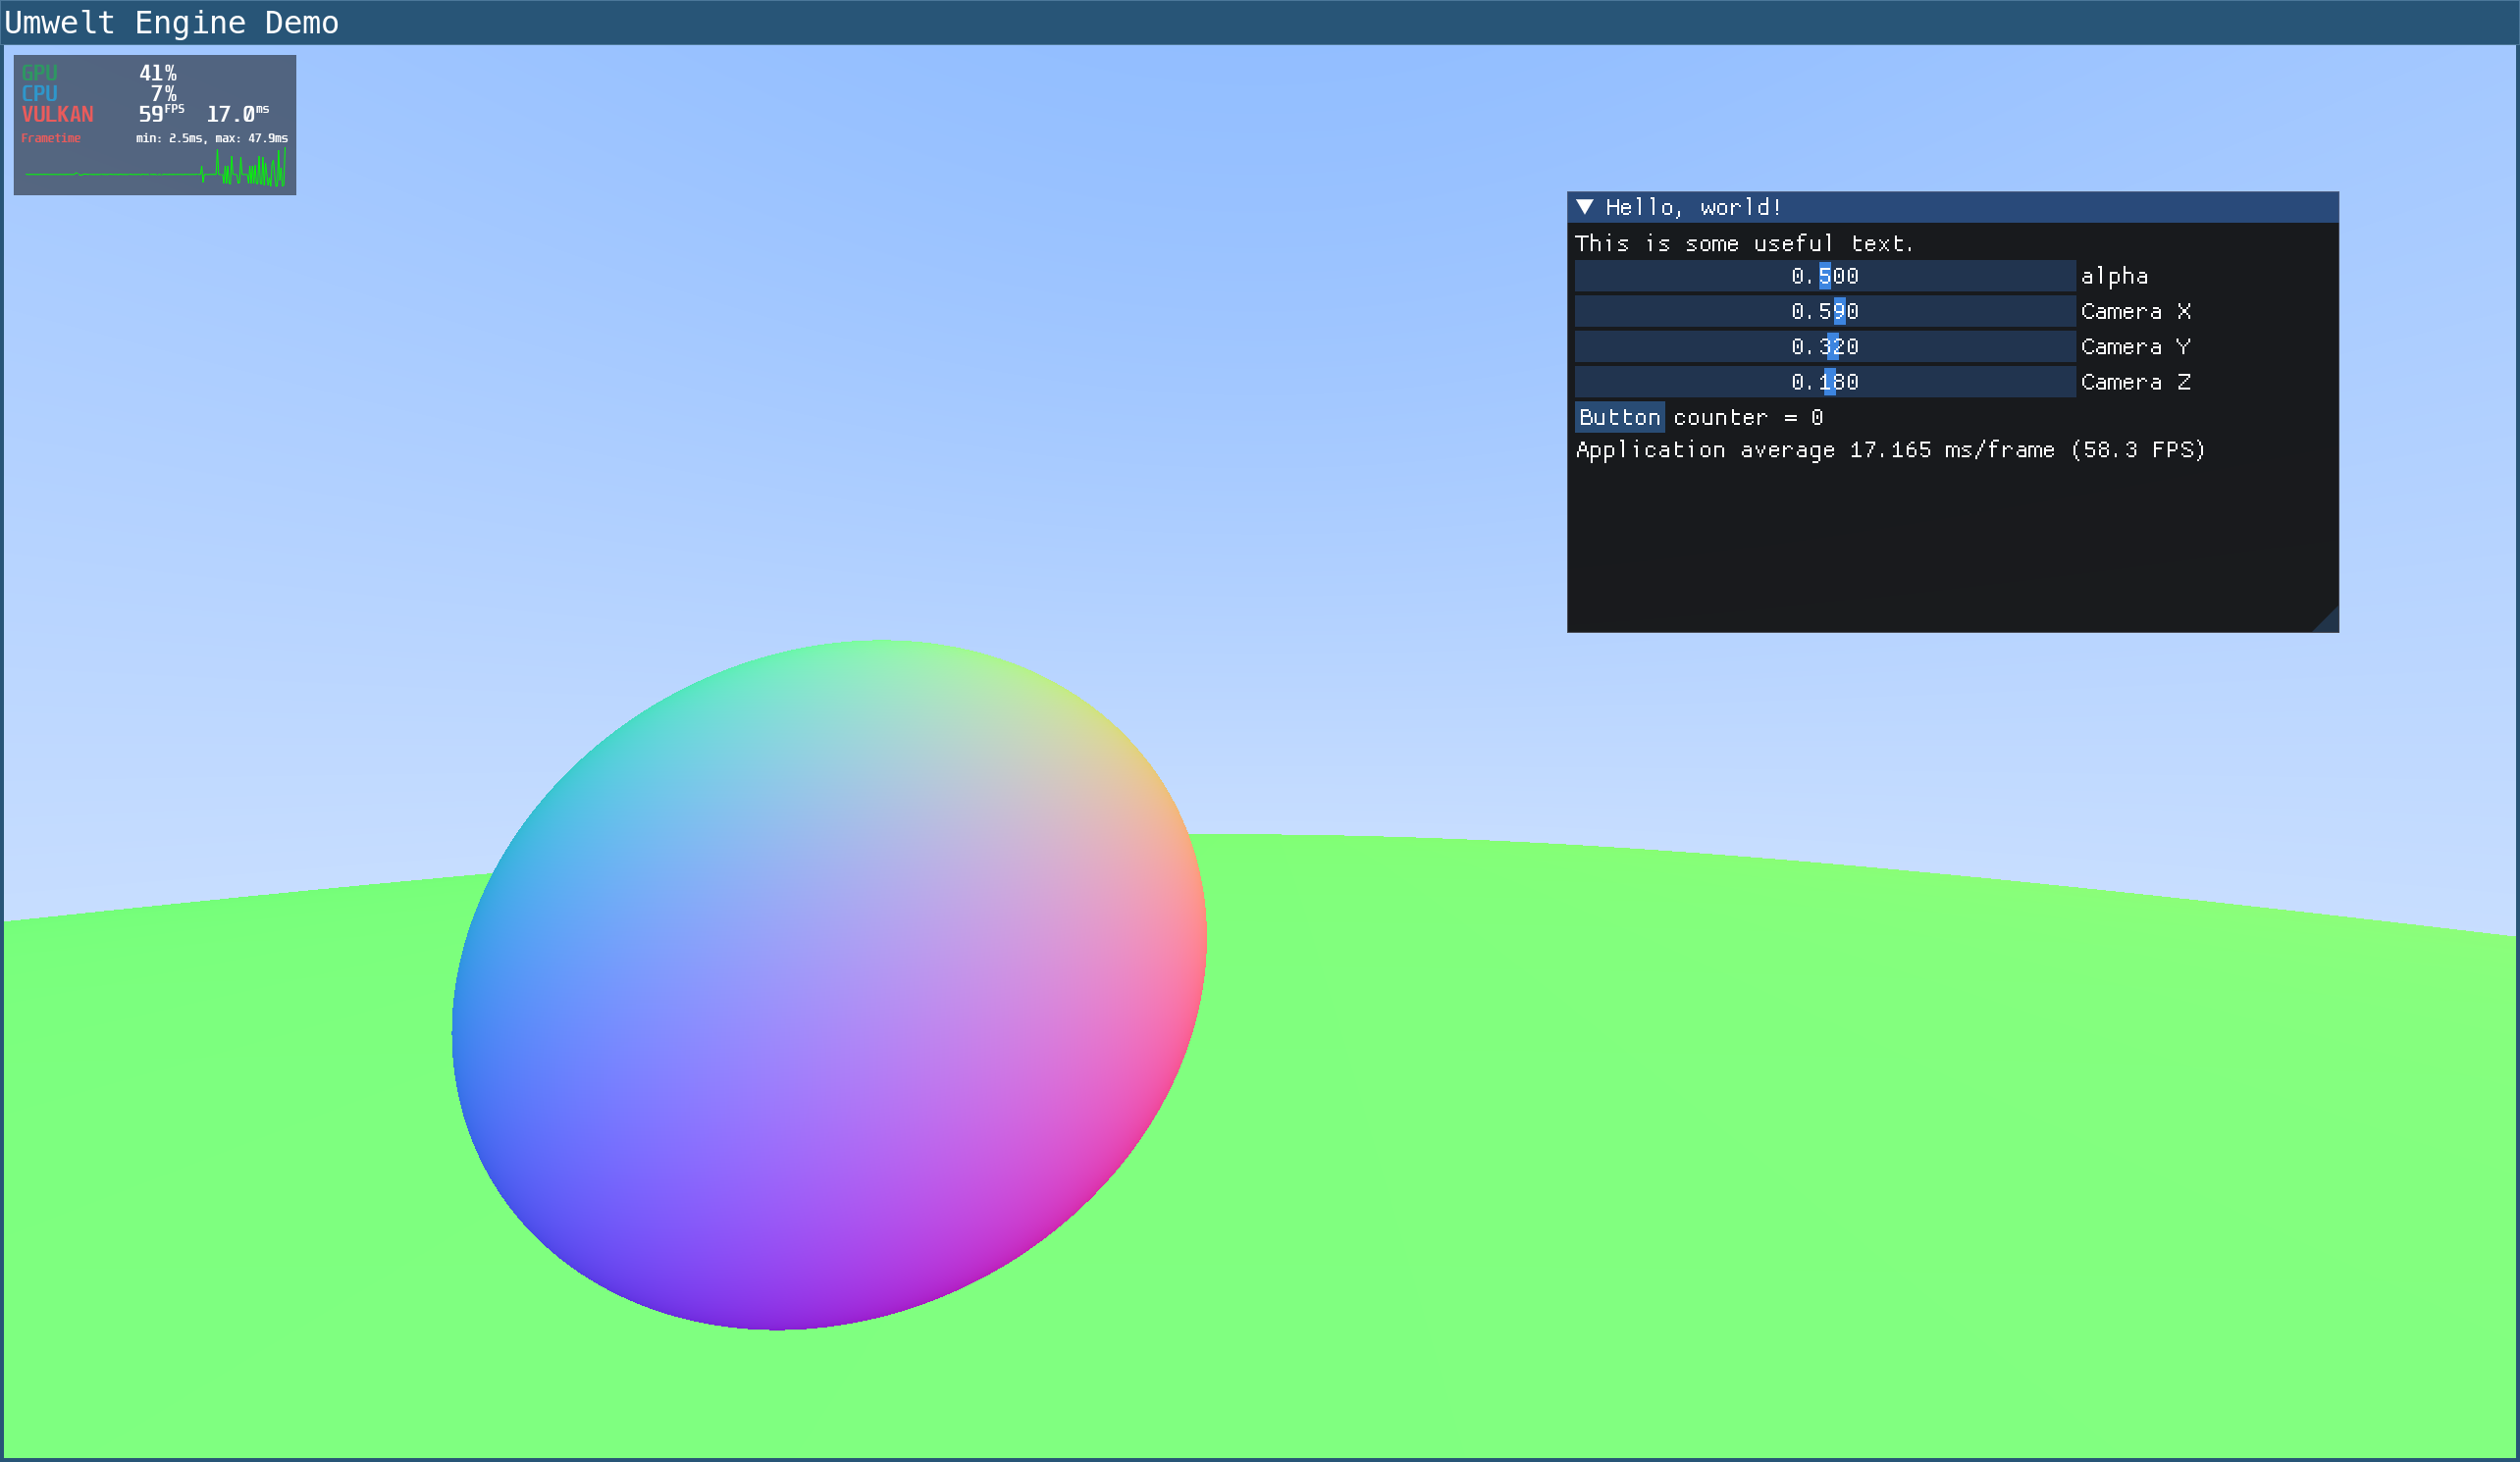 Umwelt Engine Demo
GPU 41%
CPU 7%
VULKAN 59FPS 17.0ms
Frametime min: 2.5ms, max: 47.9ms
Hello, world!
This is some useful text.
0.500 alpha
0.590 Camera X
0.320 Camera Y
0.180 Camera Z
Button counter = 0
Application average 17.165 ms/frame (58.3 FPS)